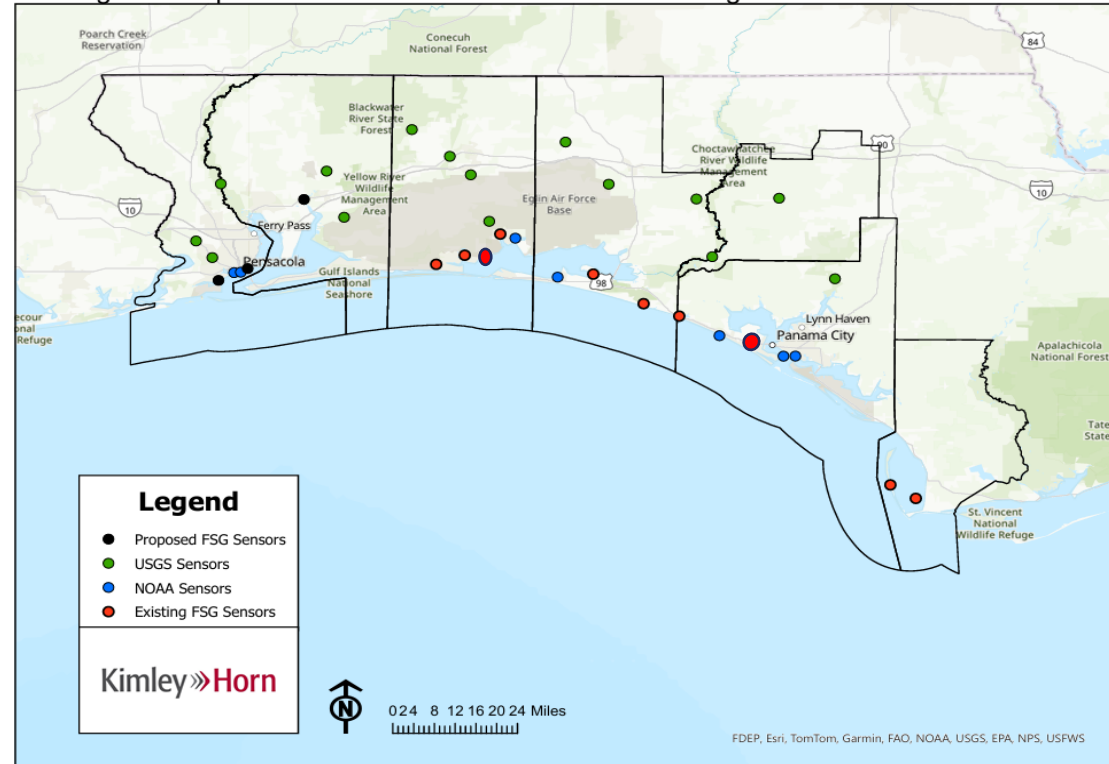 Poarch Creek
Reservation
Conecuh
National Forest
84
Blackwater
River State
Forest
90
Choctawhatchee
River Wildlife
Management
Area
Yellow River
Wildlife
Management
Area
10
10
Eglin Air Force
Base
Ferry Pass
Pensacola
Gulf Islands
National
Seashore
98
ecour
onal
Refuge
Lynn Haven
Panama City
Apalachicola
National Forest
Tate
State
St. Vincent
National
Wildlife Refuge
Legend
Proposed FSG Sensors
USGS Sensors
NOAA Sensors
Existing FSG Sensors
Kimley»Horn
N
0 2 4 8 12 16 20 24 Miles
FDEP, Esri, TomTom, Garmin, FAO, NOAA, USGS, EPA, NPS, USFWS